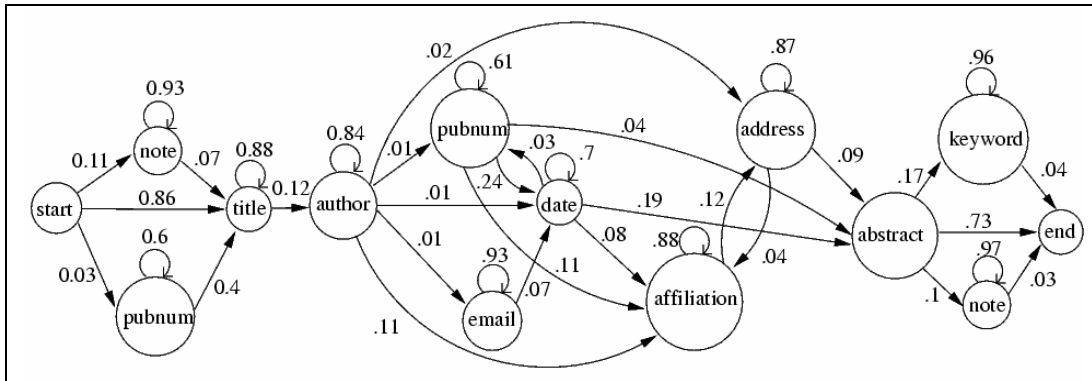 .02
.87
.96
0.93
.61
note
pubnum
address
keyword
0.11
.07
0.88
0.84
.01
.03
.7
.04
.09
.04
.24
.17
start
0.86
title
0.12
author
.01
date
.19
.12
abstract
.73
end
0.03
0.6
0.4
.01
.93
.08
.88
.04
.97
pubnum
email
.07
.11
affiliation
.1
note
.03
.11